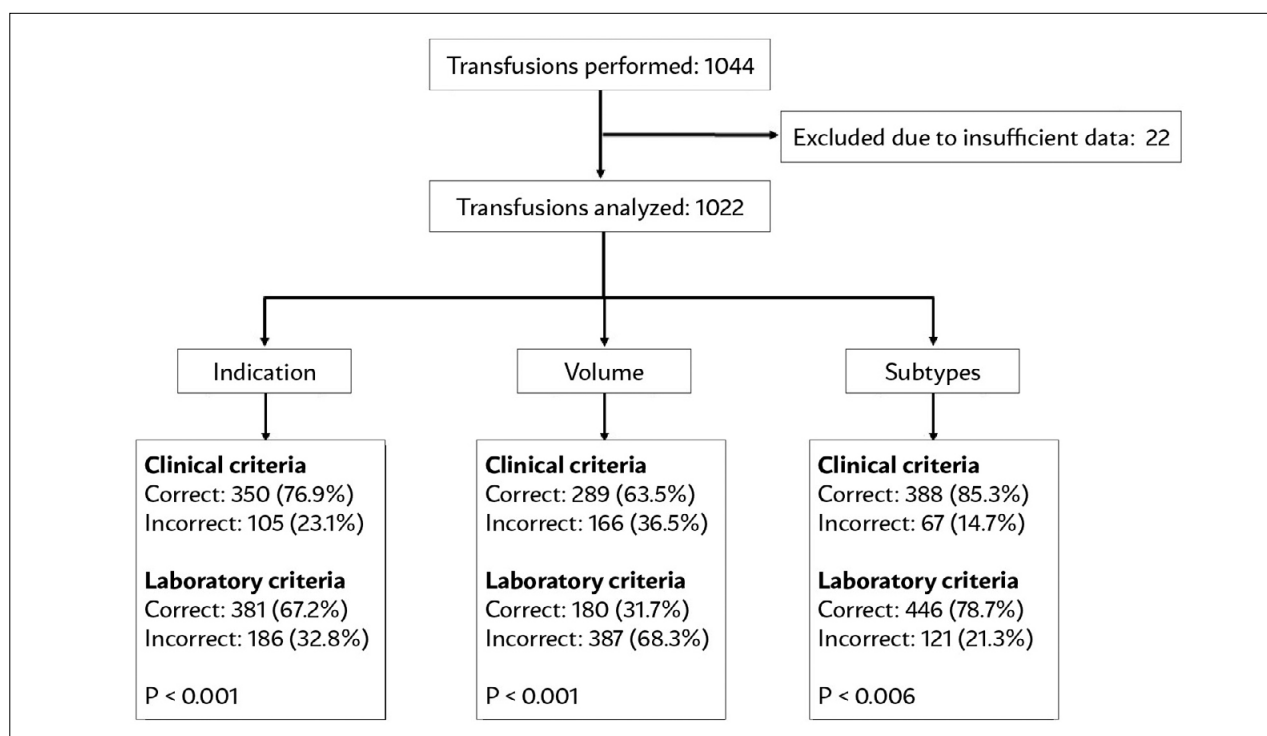 Transfusions performed: 1044
Excluded due to insufficient data: 22
Transfusions analyzed: 1022
Indication
Volume
Subtypes
Clinical criteria
Correct: 350 (76.9%)
Incorrect: 105 (23.1%)
Laboratory criteria
Correct: 381 (67.2%)
Incorrect: 186 (32.8%)
P < 0.001
Clinical criteria
Correct: 289 (63.5%)
Incorrect: 166 (36.5%)
Laboratory criteria
Correct: 180 (31.7%)
Incorrect: 387 (68.3%)
P < 0.001
Clinical criteria
Correct: 388 (85.3%)
Incorrect: 67 (14.7%)
Laboratory criteria
Correct: 446 (78.7%)
Incorrect: 121 (21.3%)
P < 0.006